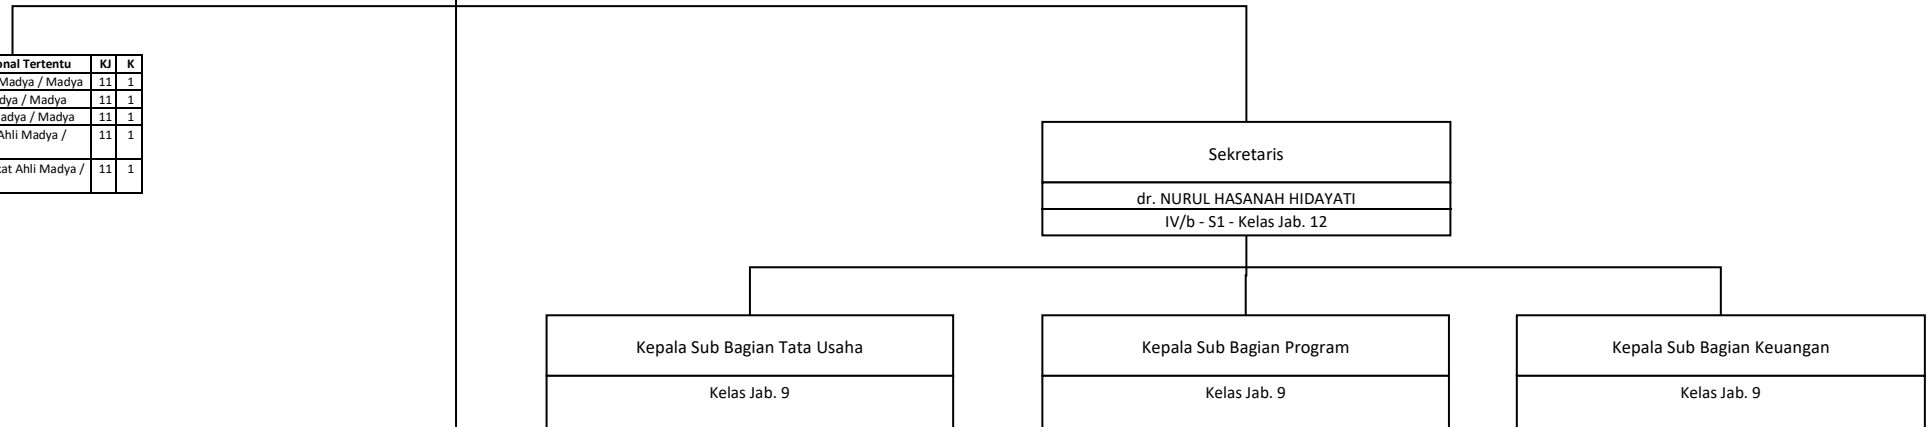 onal Tertentu KJ K
Madya / Madya 11 1
dya / Madya 11 1
adya / Madya 11 1
Ahli Madya / 11 1
kat Ahli Madya / 11 1
Sekretaris
dr. NURUL HASANAH HIDAYATI
IV/b - S1 - Kelas Jab. 12
Kepala Sub Bagian Tata Usaha
Kelas Jab. 9
Kepala Sub Bagian Program
Kelas Jab. 9
Kepala Sub Bagian Keuangan
Kelas Jab. 9